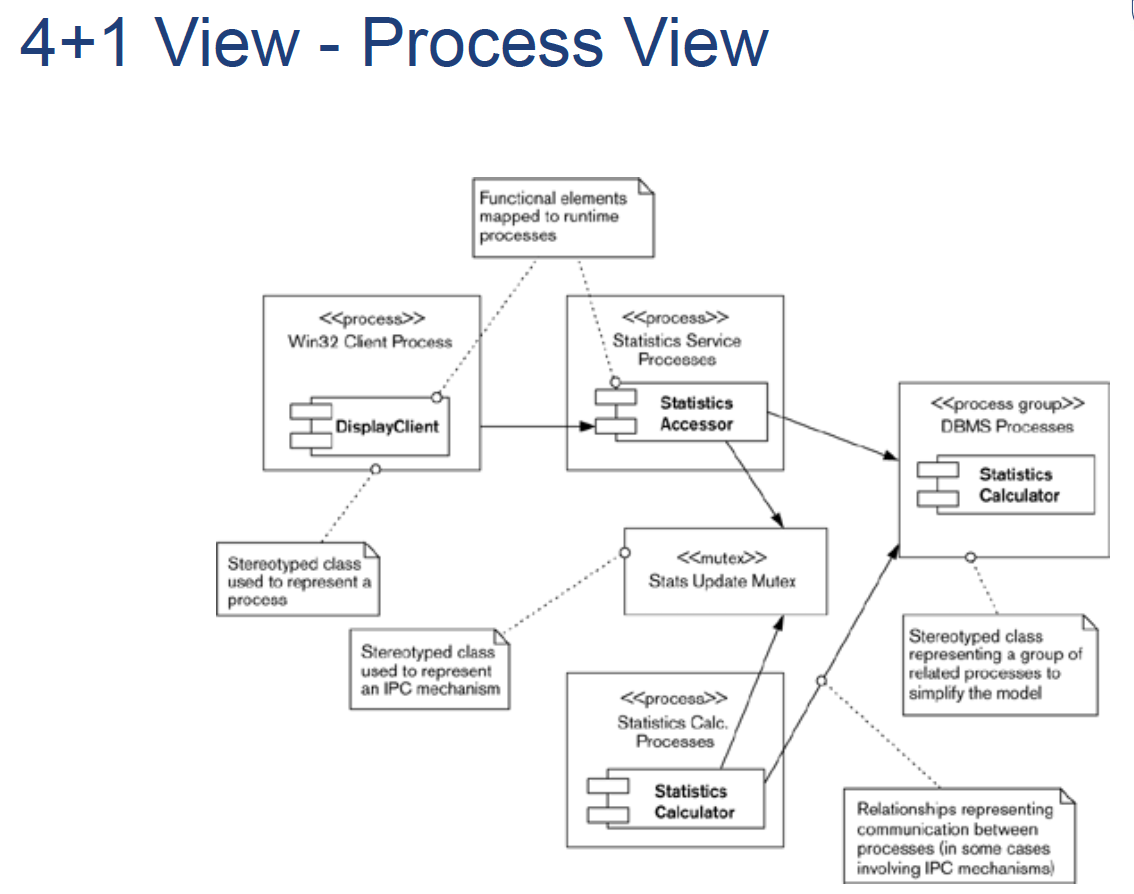 4+1 View - Process View
Functional elements
mapped to runtime
processes
<<process>>
Win32 Client Process
DisplayClient
<<process>>
Statistics Service
Processes
Statistics
Accessor
<<process group>>
DBMS Processes
Statistics
Calculator
Stereotyped class
used to represent a
process
<<mutex>>
Stats Update Mutex
Stereotyped class
used to represent
an IPC mechanism
Stereotyped class
representing a group of
related processes to
simplify the model
<<process>>
Statistics Calc.
Processes
Statistics
Calculator
Relationships representing
communication between
processes (in some cases
involving IPC mechanisms)